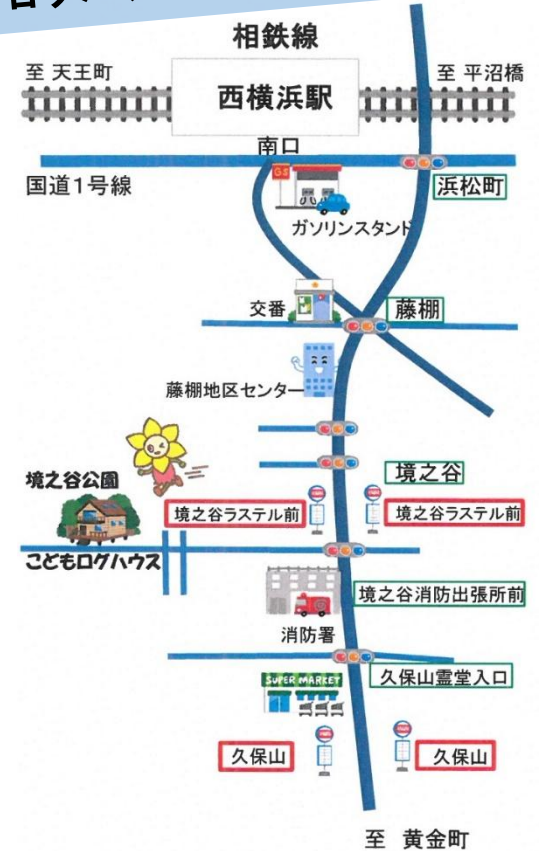 相鉄線
至 天王町
西横浜駅
至 平沼橋
南口
国道1号線
GS
浜松町
ガソリンスタンド
交番
藤棚
藤棚地区センター
境之谷
境之谷公園
境之谷ラステル前
境之谷ラステル前
こどもログハウス
境之谷消防出張所前
消防署
久保山霊堂入口
SUPER MARKET
久保山
久保山
至 黄金町